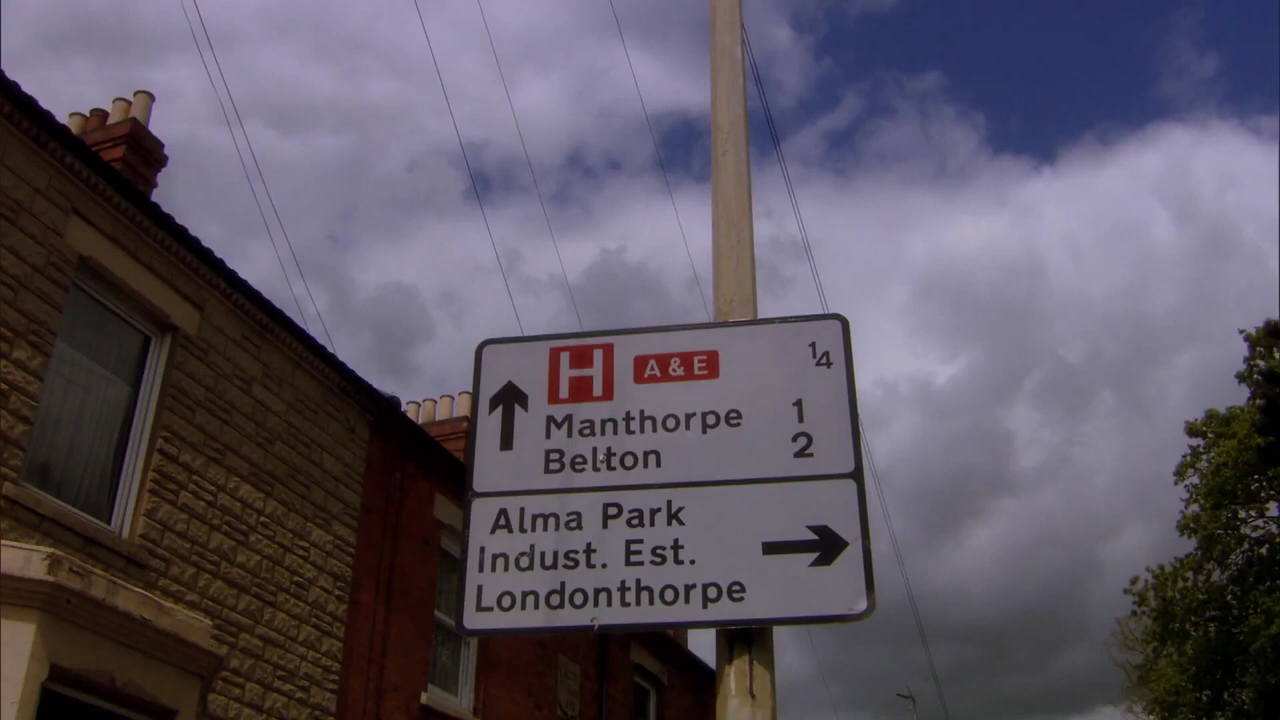 H A & E 1/4
Manthorpe 1
Belton 2
Alma Park
Indust. Est.
Londonthorpe